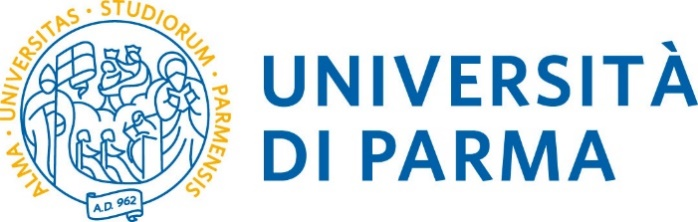 ALMA · UNIVERSITAS · STUDIORUM · PARMENSIS
A.D. 962
UNIVERSITÀ
DI PARMA